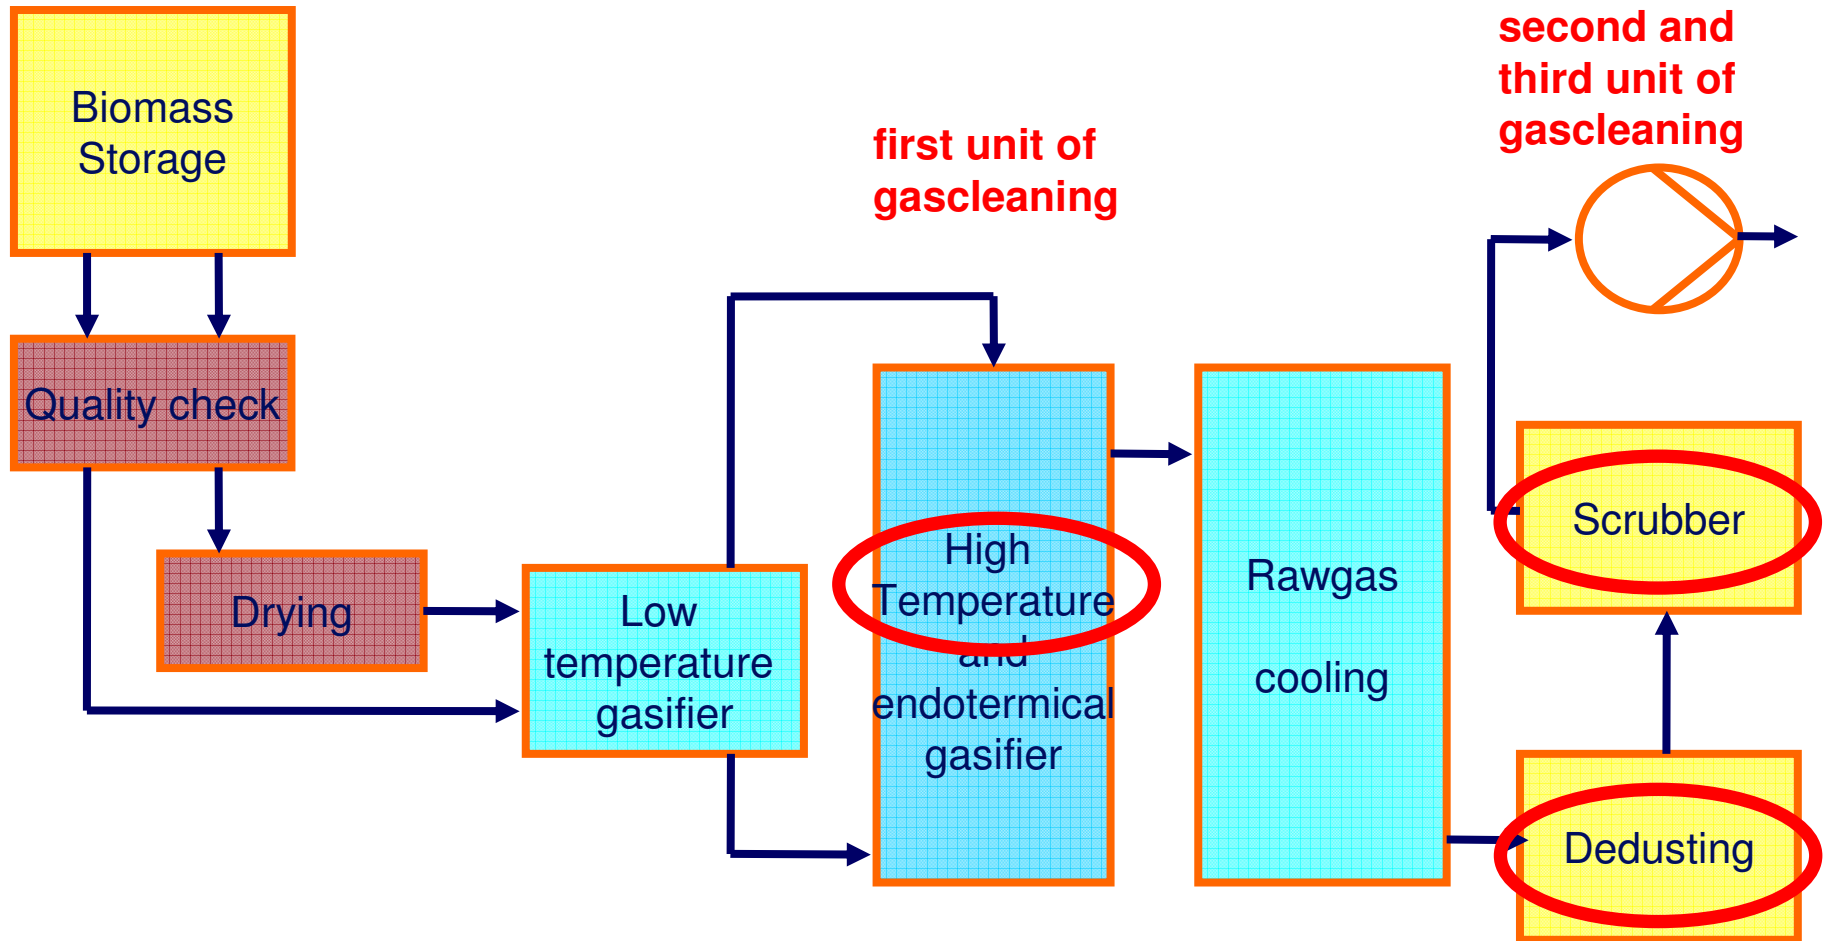 Biomass
Storage
Quality check
Drying
Low
temperature
gasifier
first unit of
gascleaning
High
Temperature
and
endotermical
gasifier
Rawgas
cooling
second and
third unit of
gascleaning
Scrubber
Dedusting